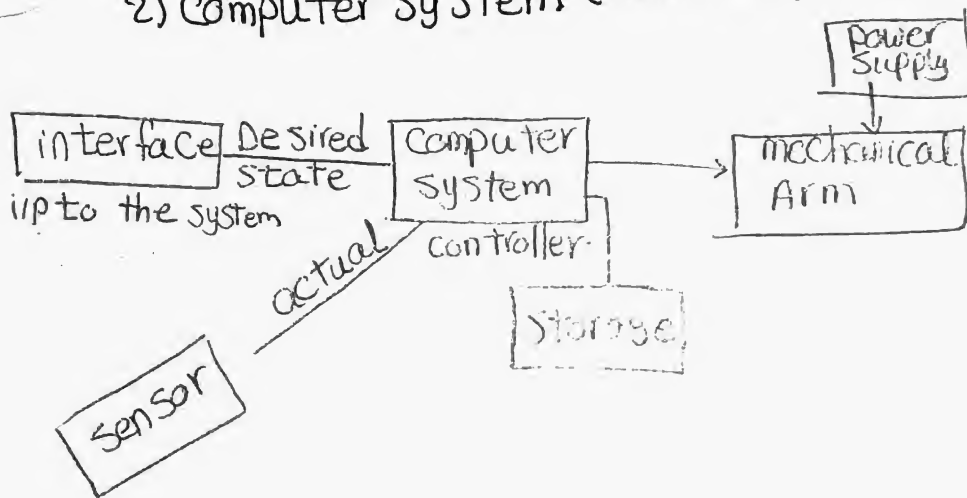 2) Computer System (
Power
Supply
interface
Desired
state
Computer
System
mechanical
Arm
i/p to the system
controller
actual
Storage
Sensor